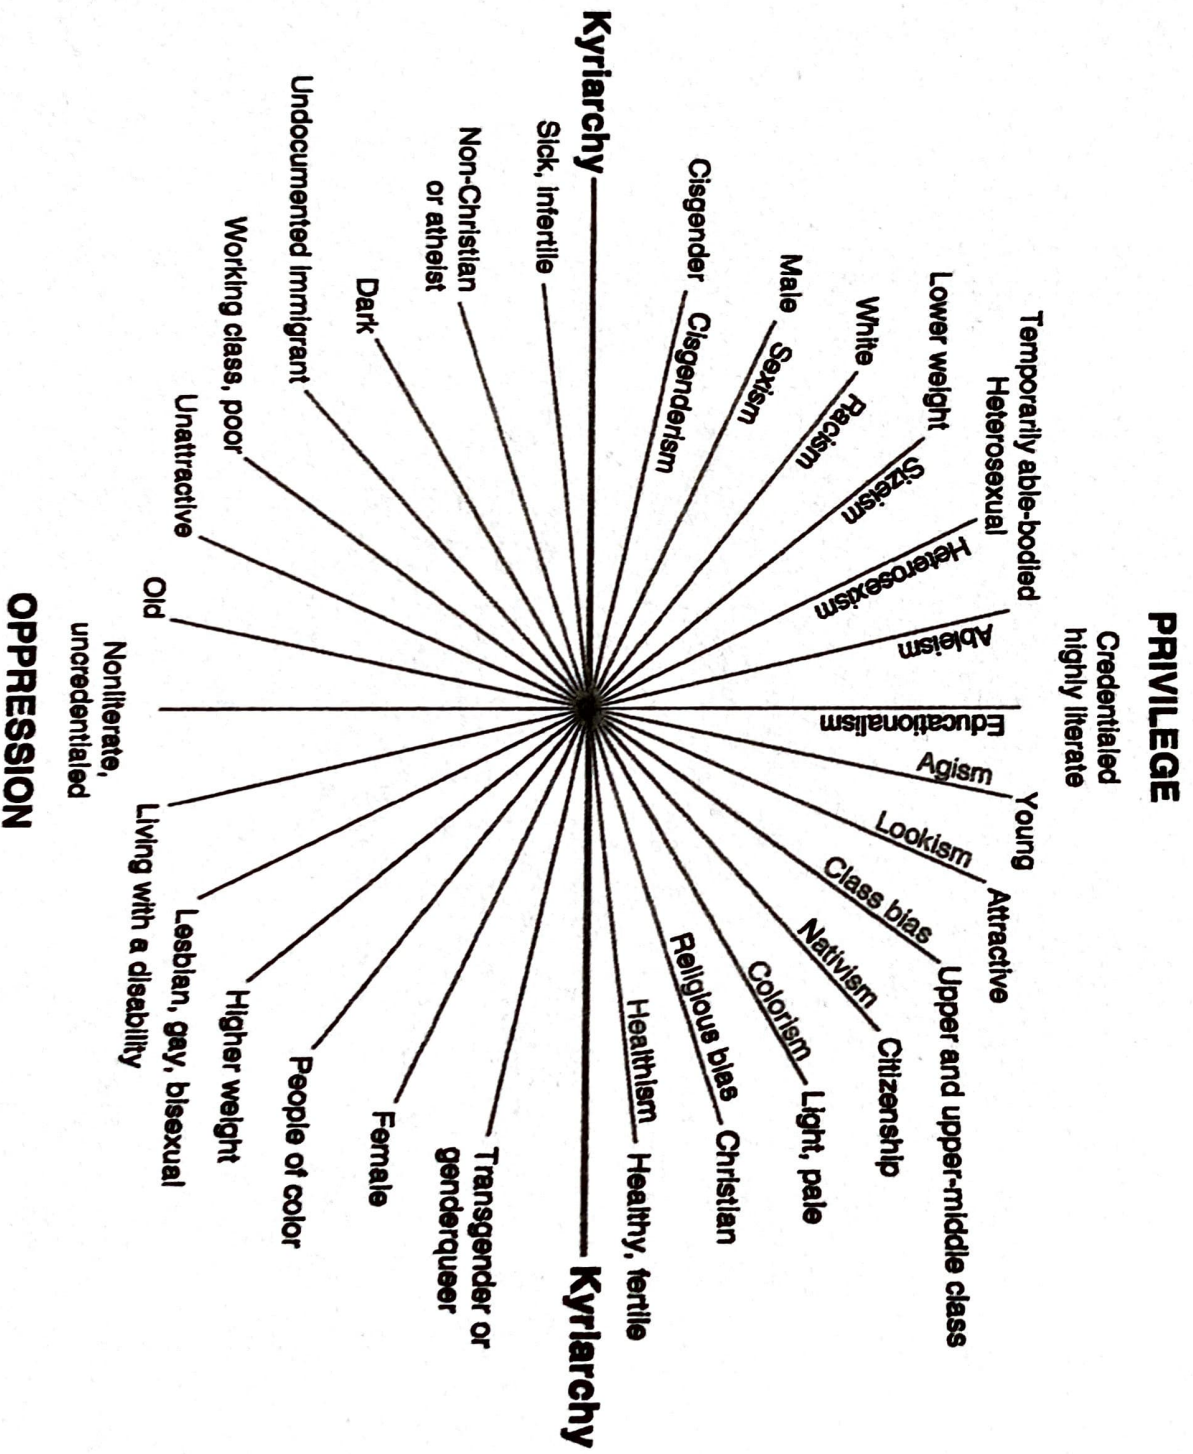 PRIVILEGE
Credentialed
highly literate
Temporarily able-bodied
Heterosexual
Lower weight
White
Male
Cisgender
Young
Attractive
Upper and upper-middle class
Citizenship
Light, pale
Christian
Healthy, fertile
Cisgenderism
Sexism
Racism
Sizeism
Heterosexism
Ableism
Educationalism
Agism
Lookism
Class bias
Nativism
Colorism
Religious bias
Healthism
Kyriarchy
Kyriarchy
Sick, infertile
Non-Christian
or atheist
Dark
Undocumented immigrant
Working class, poor
Unattractive
Old
Transgender or
genderqueer
Female
People of color
Higher weight
Lesbian, gay, bisexual
Living with a disability
Nonliterate,
uncredentialed
OPPRESSION